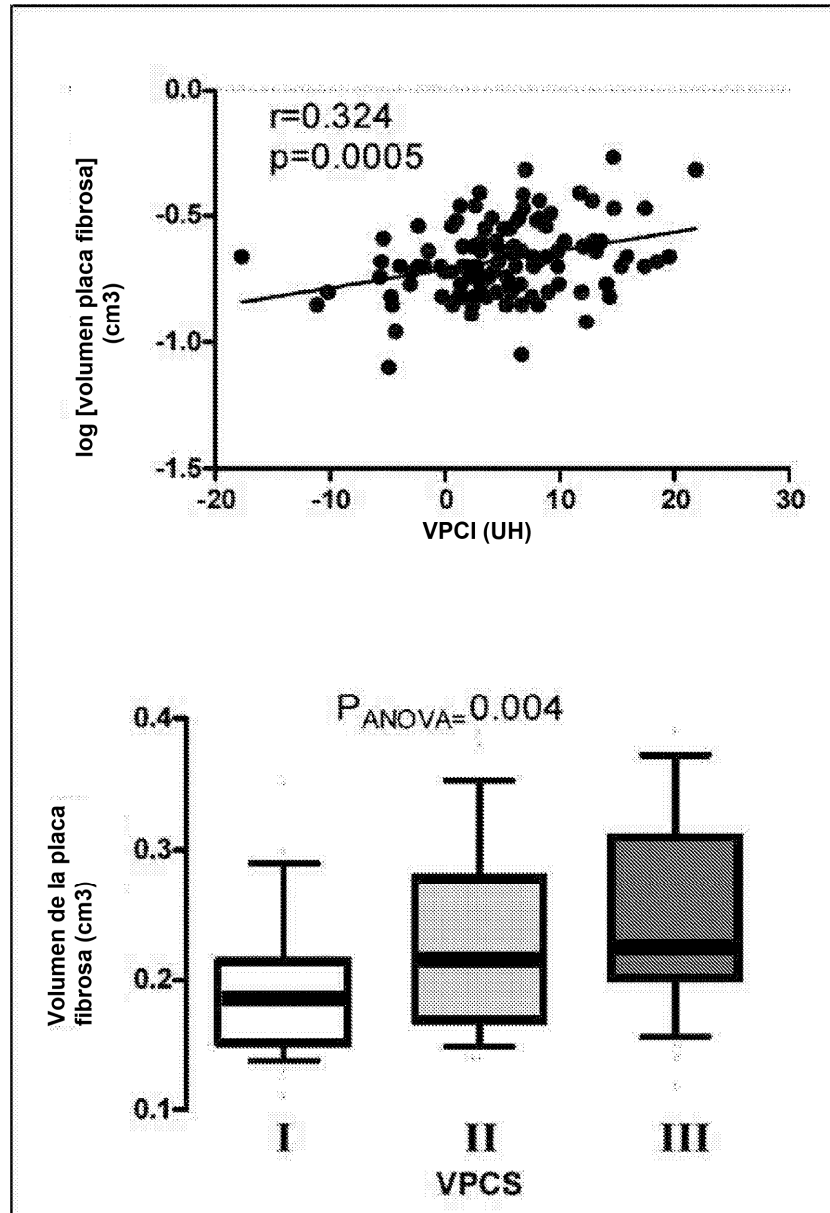 0.0
r=0.324
p=0.0005
-0.5
-1.0
-1.5
log [volumen placa fibrosa]
(cm3)
-20 -10 0 10 20 30
VPCI (UH)
P ANOVA= 0.004
0.4
0.3
0.2
0.1
Volumen de la placa
fibrosa (cm3)
I II III
VPCS